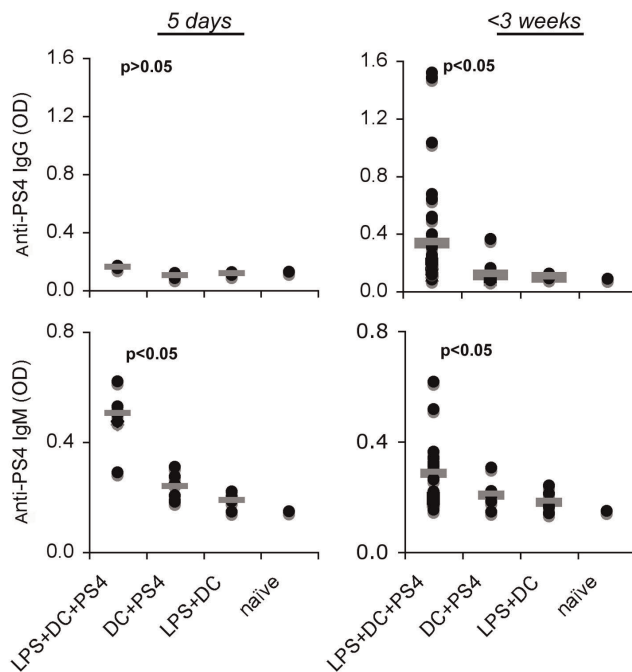 5 days
<3 weeks
Anti-PS4 IgG (OD)
1.6
1.2
0.8
0.4
0.0
p>0.05
1.6
1.2
0.8
0.4
0.0
p<0.05
Anti-PS4 IgM (OD)
0.8
0.4
0.0
p<0.05
0.8
0.4
0.0
p<0.05
LPS+DC+PS4
DC+PS4
LPS+DC
naïve
LPS+DC+PS4
DC+PS4
LPS+DC
naïve